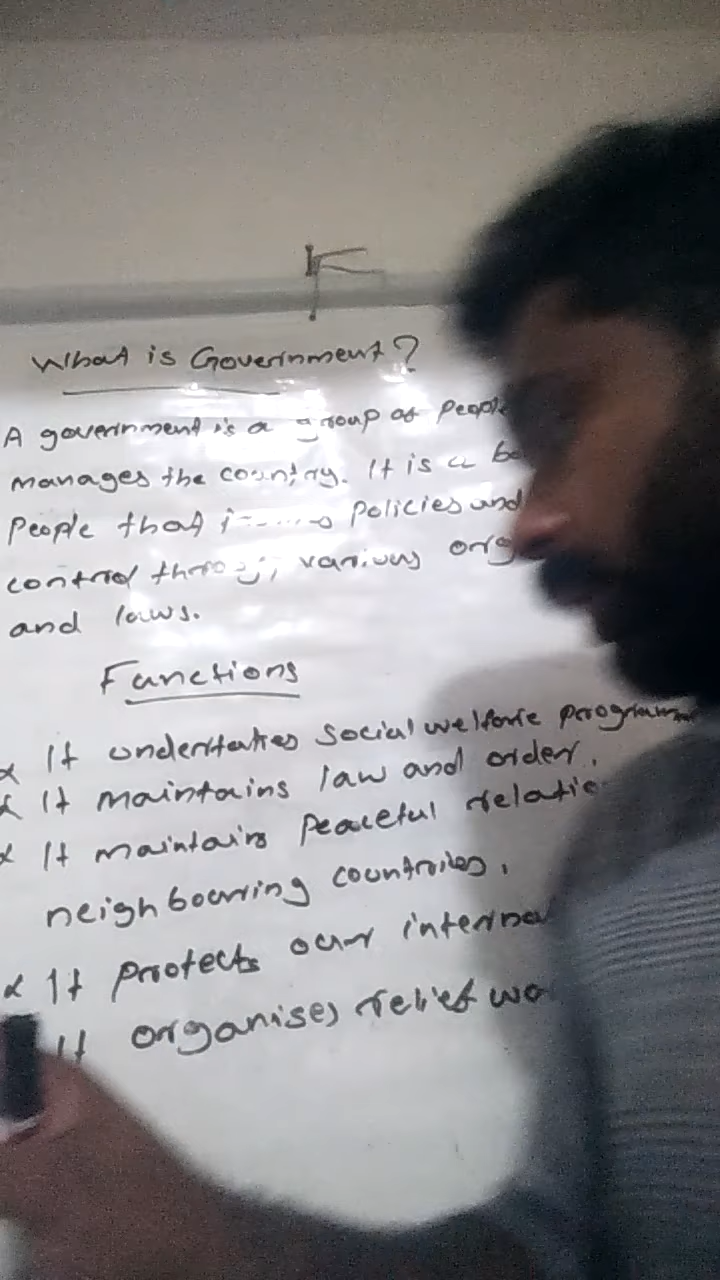 What is Government?
A government is a group of people
manages the country. It is a
people that policies and
control through various
and laws.
Functions
It undertakes social welfare
It maintains law and order.
It maintains peaceful
neighbouring countries.
It protects our
It organises relief